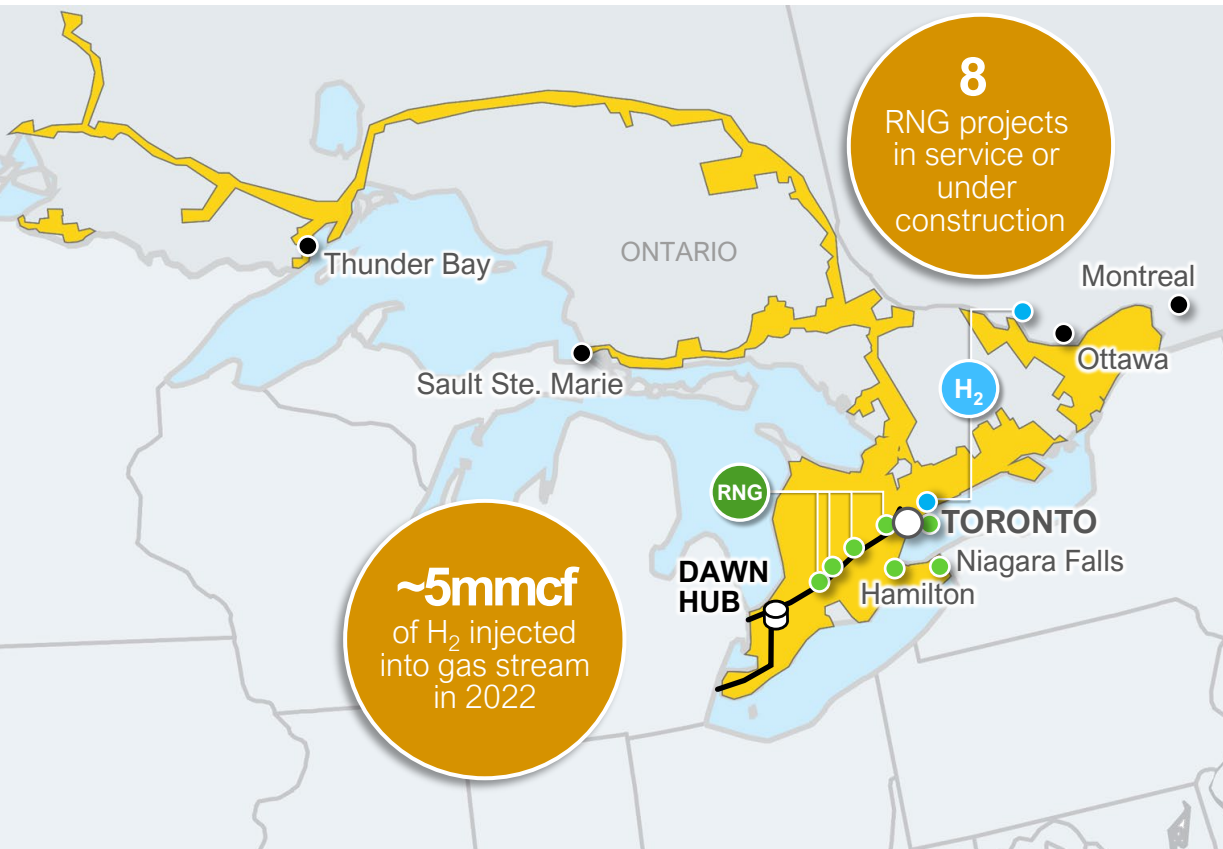 8
RNG projects
in service or
under
construction
ONTARIO
Thunder Bay
Montreal
Ottawa
Sault Ste. Marie
H₂
RNG
TORONTO
DAWN
HUB
Niagara Falls
Hamilton
~5mmcf
of H₂ injected
into gas stream
in 2022